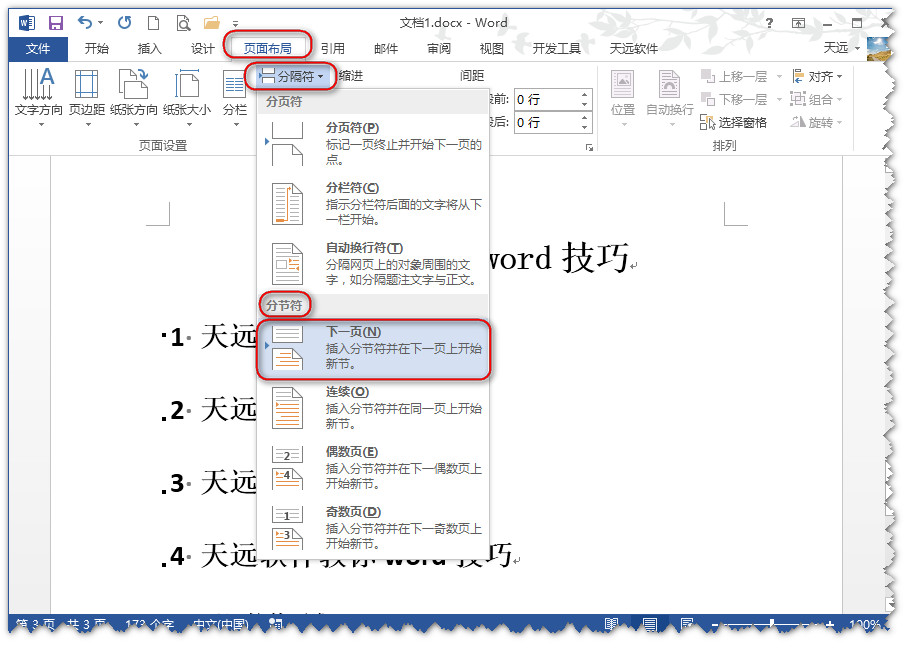 文档1.docx - Word
文件 开始 插入 设计 页面布局 引用 邮件 审阅 视图 开发工具 天远软件 天远
文字方向 页边距 纸张方向 纸张大小 分栏
分隔符 缩进 间距
前: 0 行
后: 0 行
位置 自动换行
上移一层 对齐
下移一层 组合
选择窗格 旋转
页面设置 排列
分页符
分页符(P)
标记一页终止并开始下一页的
点。
分栏符(C)
指示分栏符后面的文字将从下
一栏开始。
自动换行符(T)
分隔网页上的对象周围的文
字，如分隔题注文字与正文。
分节符
下一页(N)
插入分节符并在下一页上开始
新节。
连续(O)
插入分节符并在同一页上开始
新节。
偶数页(E)
插入分节符并在下一偶数页上
开始新节。
奇数页(D)
插入分节符并在下一奇数页上
开始新节。
word 技巧
1 天远
2 天远
3 天远
4 天远软件教你 word 技巧
第 3 页，共 3 页 173 个字 中文(中国) 100%